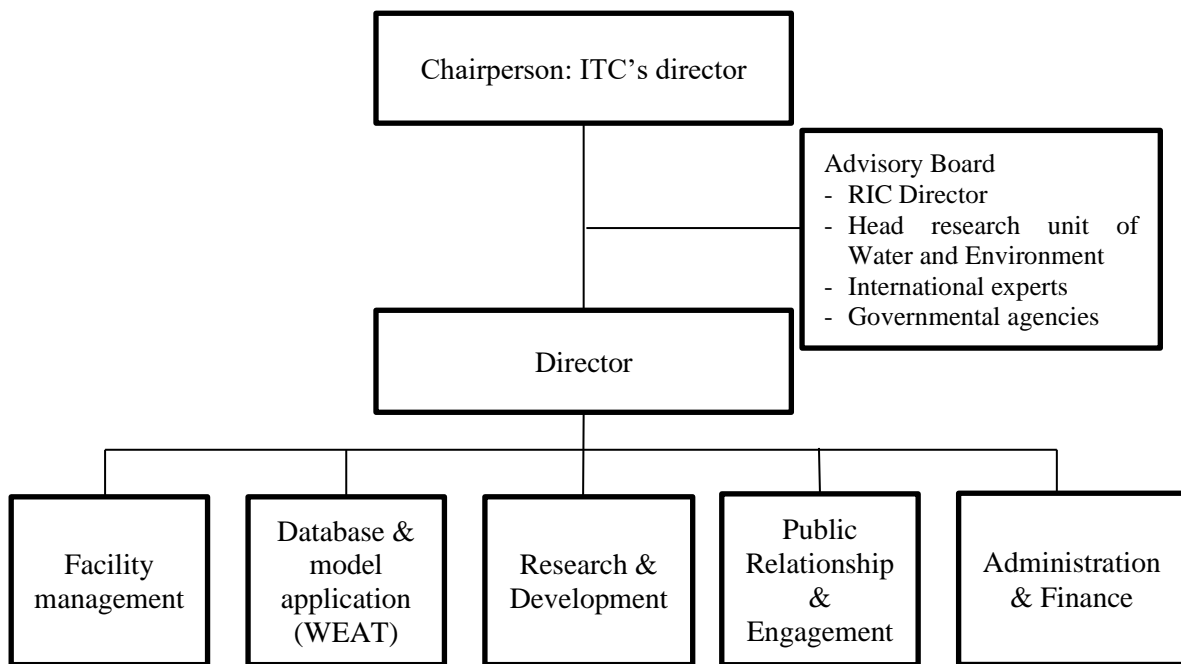 Chairperson: ITC’s director
Advisory Board
- RIC Director
- Head research unit of
Water and Environment
- International experts
- Governmental agencies
Director
Facility
management
Database &
model
application
(WEAT)
Research &
Development
Public
Relationship
&
Engagement
Administration
& Finance